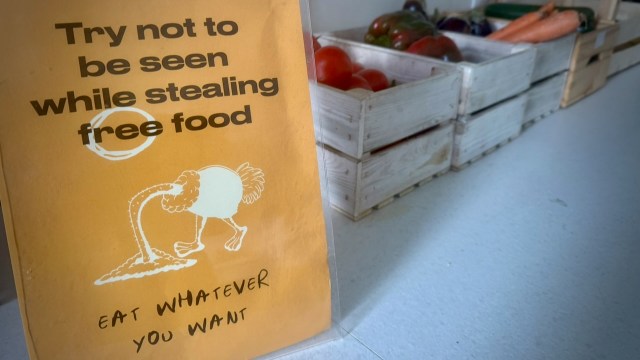 Try not to
be seen
while stealing
free food
EAT WHATEVER
YOU WANT